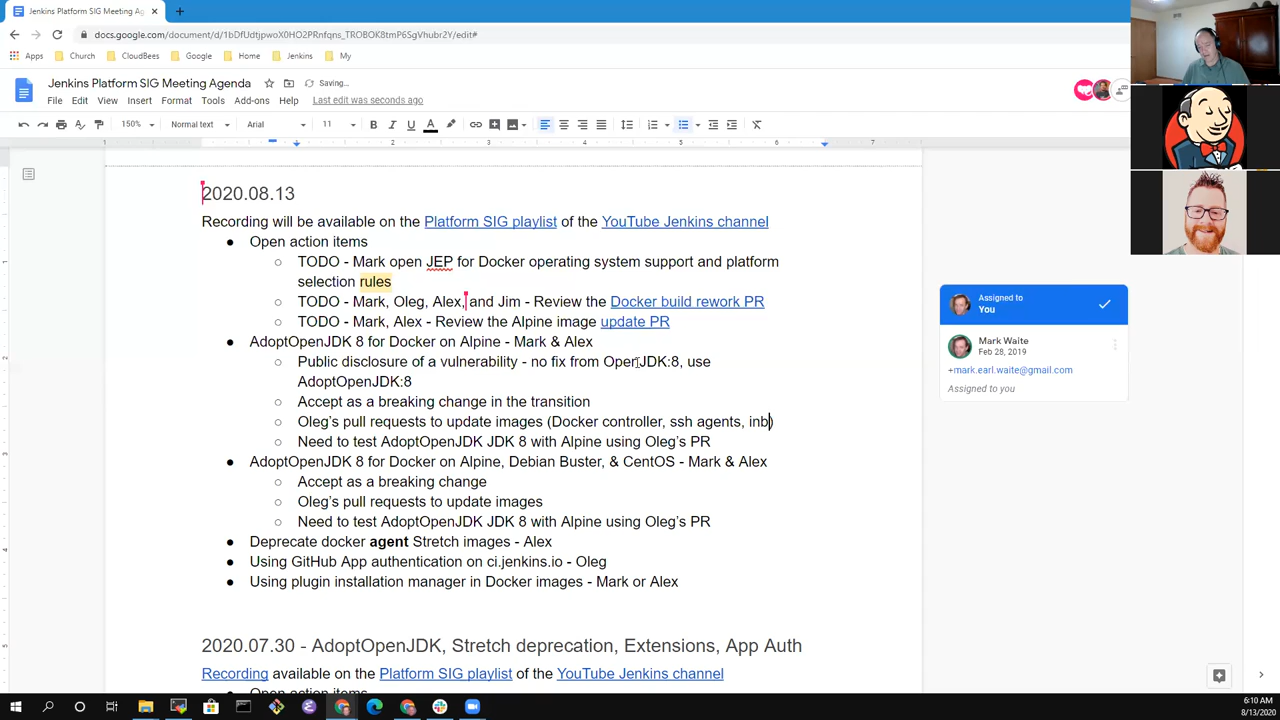 Jenkins Platform SIG Meeting Ag
docs.google.com/document/d/1bDfUdtjpwoX0HO2PRnfqns_TROBOK8tmP6SgVhubr2Y/edit#
Apps Church CloudBees Google Home Jenkins My
Jenkins Platform SIG Meeting Agenda Saving...
File Edit View Insert Format Tools Add-ons Help Last edit was seconds ago
150% Normal text Arial 11
1 1 2 3 4 5 6 7
2020.08.13
Recording will be available on the Platform SIG playlist of the YouTube Jenkins channel
● Open action items
○ TODO - Mark open JEP for Docker operating system support and platform
selection rules
○ TODO - Mark, Oleg, Alex, and Jim - Review the Docker build rework PR
○ TODO - Mark, Alex - Review the Alpine image update PR
● AdoptOpenJDK 8 for Docker on Alpine - Mark & Alex
○ Public disclosure of a vulnerability - no fix from OpenJDK:8, use
AdoptOpenJDK:8
○ Accept as a breaking change in the transition
○ Oleg's pull requests to update images (Docker controller, ssh agents, inb)
○ Need to test AdoptOpenJDK JDK 8 with Alpine using Oleg's PR
● AdoptOpenJDK 8 for Docker on Alpine, Debian Buster, & CentOS - Mark & Alex
○ Accept as a breaking change
○ Oleg's pull requests to update images
○ Need to test AdoptOpenJDK JDK 8 with Alpine using Oleg's PR
● Deprecate docker agent Stretch images - Alex
● Using GitHub App authentication on ci.jenkins.io - Oleg
● Using plugin installation manager in Docker images - Mark or Alex
2020.07.30 - AdoptOpenJDK, Stretch deprecation, Extensions, App Auth
Recording available on the Platform SIG playlist of the YouTube Jenkins channel
● Open action items
Assigned to
You
Mark Waite
Feb 28, 2019
+mark.earl.waite@gmail.com
Assigned to you
6:10 AM
8/13/2020